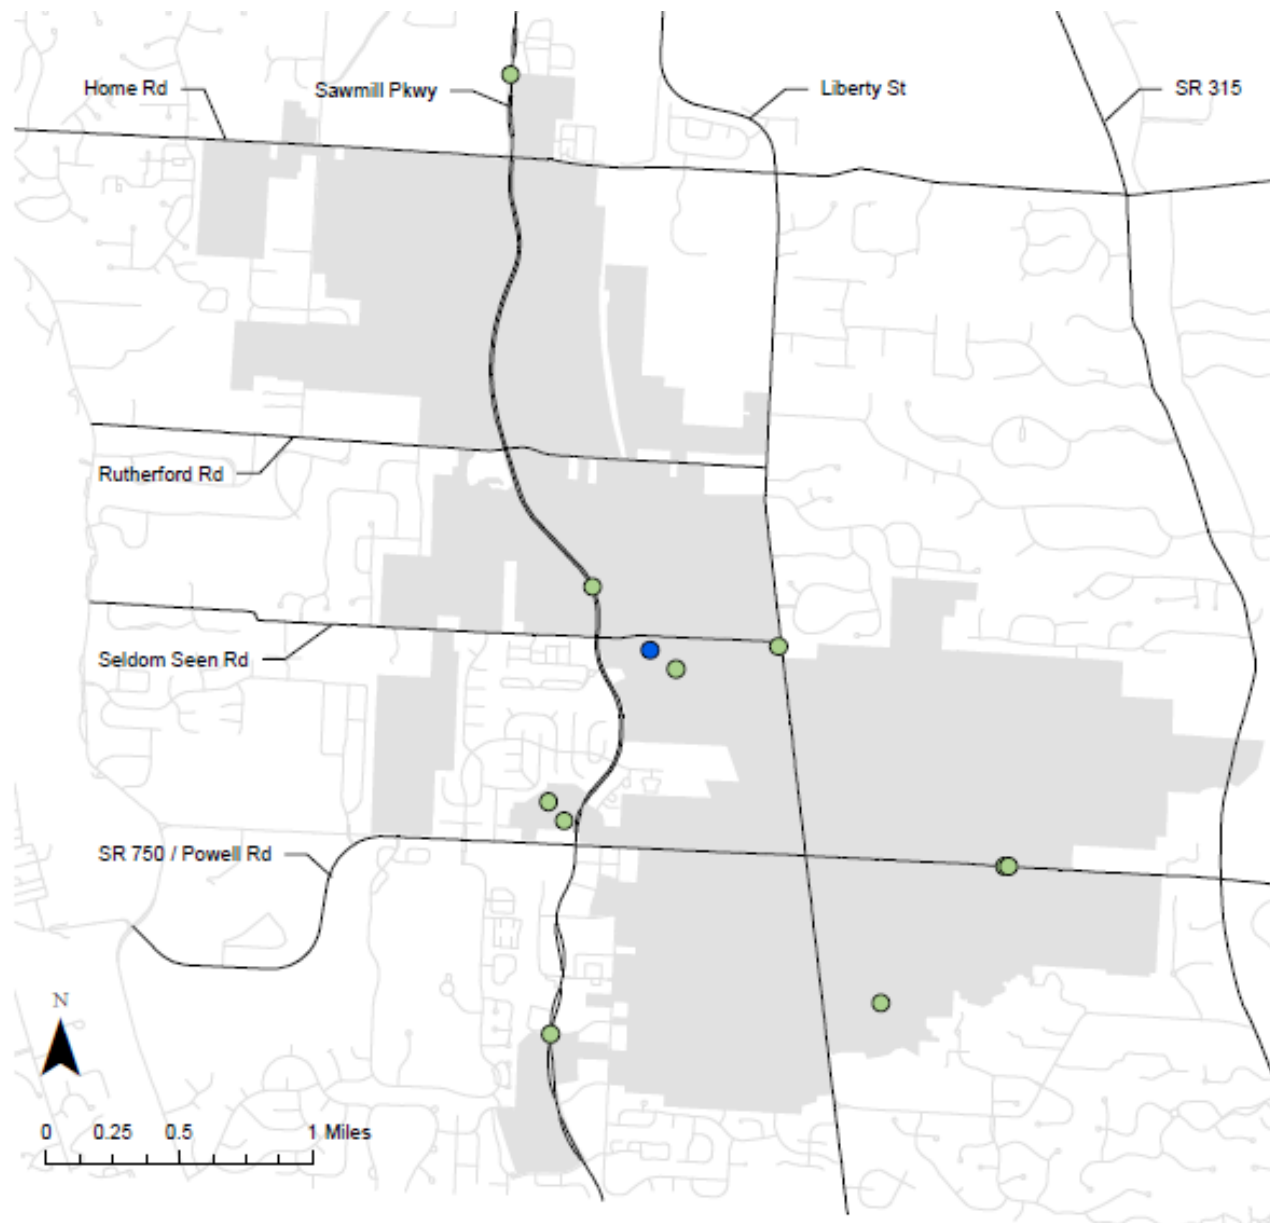 Home Rd
Sawmill Pkwy
Liberty St
SR 315
Rutherford Rd
Seldom Seen Rd
SR 750 / Powell Rd
N
0 0.25 0.5 1 Miles